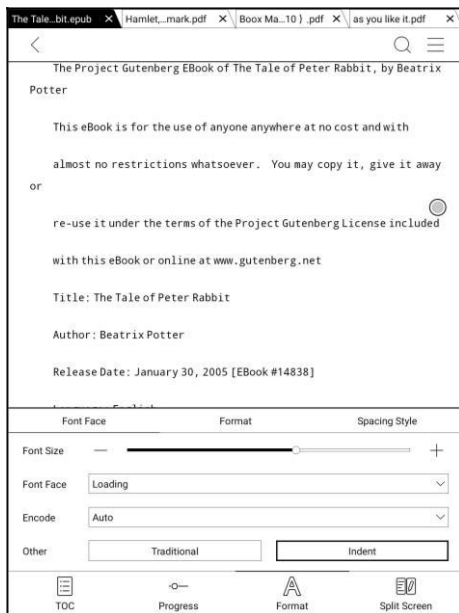 The Tale...bit.epub ✕ Hamlet,...mark.pdf ✕ Boox Ma...10 ) .pdf ✕ as you like it.pdf ✕
The Project Gutenberg EBook of The Tale of Peter Rabbit, by Beatrix
Potter
This eBook is for the use of anyone anywhere at no cost and with
almost no restrictions whatsoever. You may copy it, give it away
or
re-use it under the terms of the Project Gutenberg License included
with this eBook or online at www.gutenberg.net
Title: The Tale of Peter Rabbit
Author: Beatrix Potter
Release Date: January 30, 2005 [EBook #14838]
Font Face Format Spacing Style
Font Size
Font Face Loading
Encode Auto
Other Traditional Indent
TOC Progress Format Split Screen